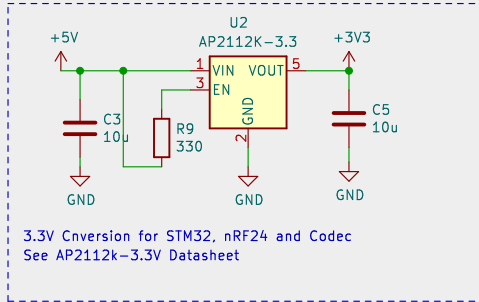 U2
+5V
AP2112K-3.3
+3V3
1
VIN
VOUT
5
3
EN
GND
2
C3
10u
R9
330
C5
10u
GND
GND
GND
3.3V Cnversion for STM32, nRF24 and Codec
See AP2112k-3.3V Datasheet